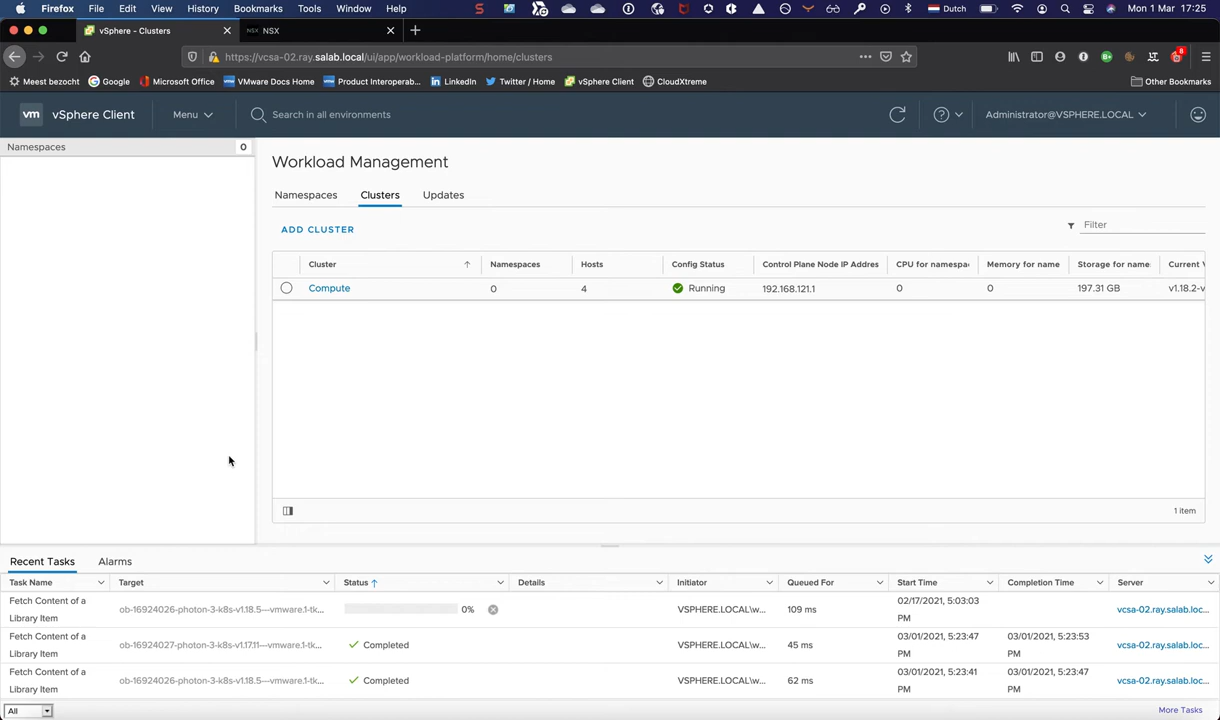 Firefox File Edit View History Bookmarks Tools Window Help Dutch Mon 1 Mar 17:25
vSphere - Clusters NSX
https://vcsa-02.ray.salab.local/ui/app/workload-platform/home/clusters 8
Meest bezocht Google Microsoft Office VMware Docs Home Product Interoperab... LinkedIn Twitter / Home vSphere Client CloudXtreme Other Bookmarks
vm vSphere Client Menu Search in all environments Administrator@VSPHERE.LOCAL
Namespaces 0
Workload Management
Namespaces Clusters Updates
ADD CLUSTER Filter
Cluster Namespaces Hosts Config Status Control Plane Node IP Addres CPU for namespa Memory for name Storage for name Current V
Compute 0 4 Running 192.168.121.1 0 0 197.31 GB v1.18.2-v
1 item
Recent Tasks Alarms
Task Name Target Status Details Initiator Queued For Start Time Completion Time Server
Fetch Content of a Library Item ob-16924026-photon-3-k8s-v1.18.5---vmware.1-tk... 0% VSPHERE.LOCAL\w... 109 ms 02/17/2021, 5:03:03 PM vcsa-02.ray.salab.loc...
Fetch Content of a Library Item ob-16924027-photon-3-k8s-v1.17.11---vmware.1-tk... Completed VSPHERE.LOCAL\w... 45 ms 03/01/2021, 5:23:47 PM 03/01/2021, 5:23:53 PM vcsa-02.ray.salab.loc...
Fetch Content of a Library Item ob-16924026-photon-3-k8s-v1.18.5---vmware.1-tk... Completed VSPHERE.LOCAL\w... 62 ms 03/01/2021, 5:23:41 PM 03/01/2021, 5:23:47 PM vcsa-02.ray.salab.loc...
All More Tasks